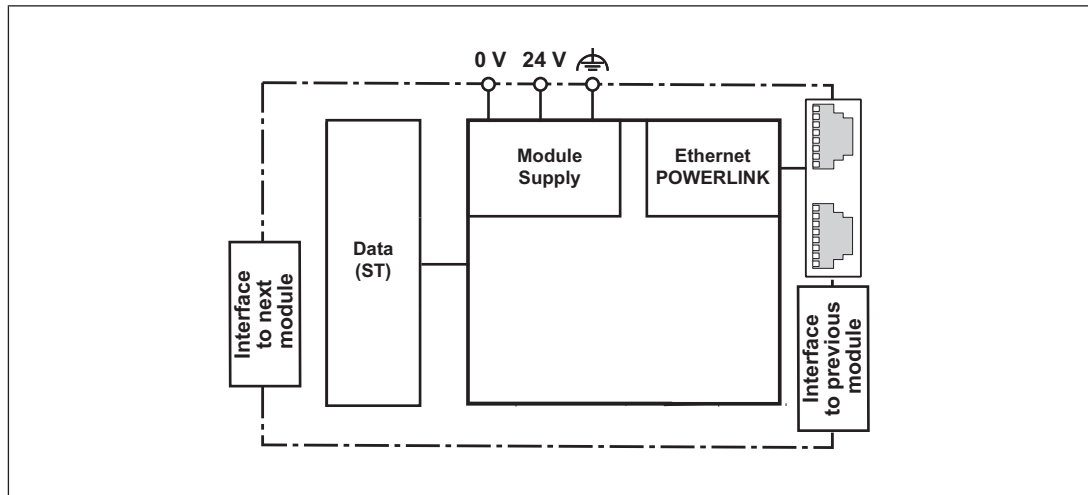 0 V 24 V
Module
Supply
Ethernet
POWERLINK
Data
(ST)
Interface
to next
module
Interface
to previous
module